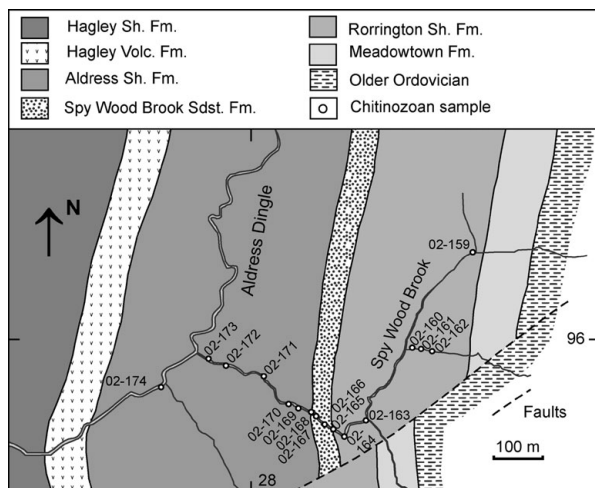 Hagley Sh. Fm.
Hagley Volc. Fm.
Aldress Sh. Fm.
Spy Wood Brook Sdst. Fm.
Rorrington Sh. Fm.
Meadowtown Fm.
Older Ordovician
Chitinozoan sample
N
Aldress Dingle
Spy Wood Brook
02-159
02-160
02-161
02-162
96
02-173
02-172
02-171
02-174
02-166
02-165
02-170
02-169
02-168
02-167
02-163
02-
164
Faults
28
100 m